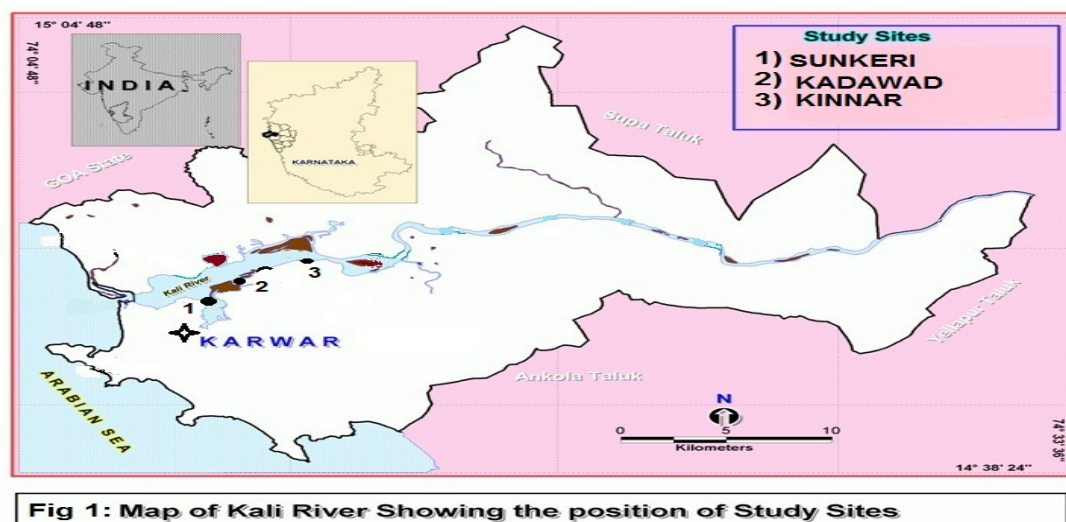 15° 04' 48"
74° 04' 48"
INDIA
KARNATAKA
Study Sites
1) SUNKERI
2) KADAWAD
3) KINNAR
Supa Taluk
GOA State
Kali River
1
2
3
KARWAR
Yellapur Taluk
Ankola Taluk
ARABIAN SEA
N
0 5 10
Kilometers
74° 33' 36"
14° 38' 24"
Fig 1: Map of Kali River Showing the position of Study Sites